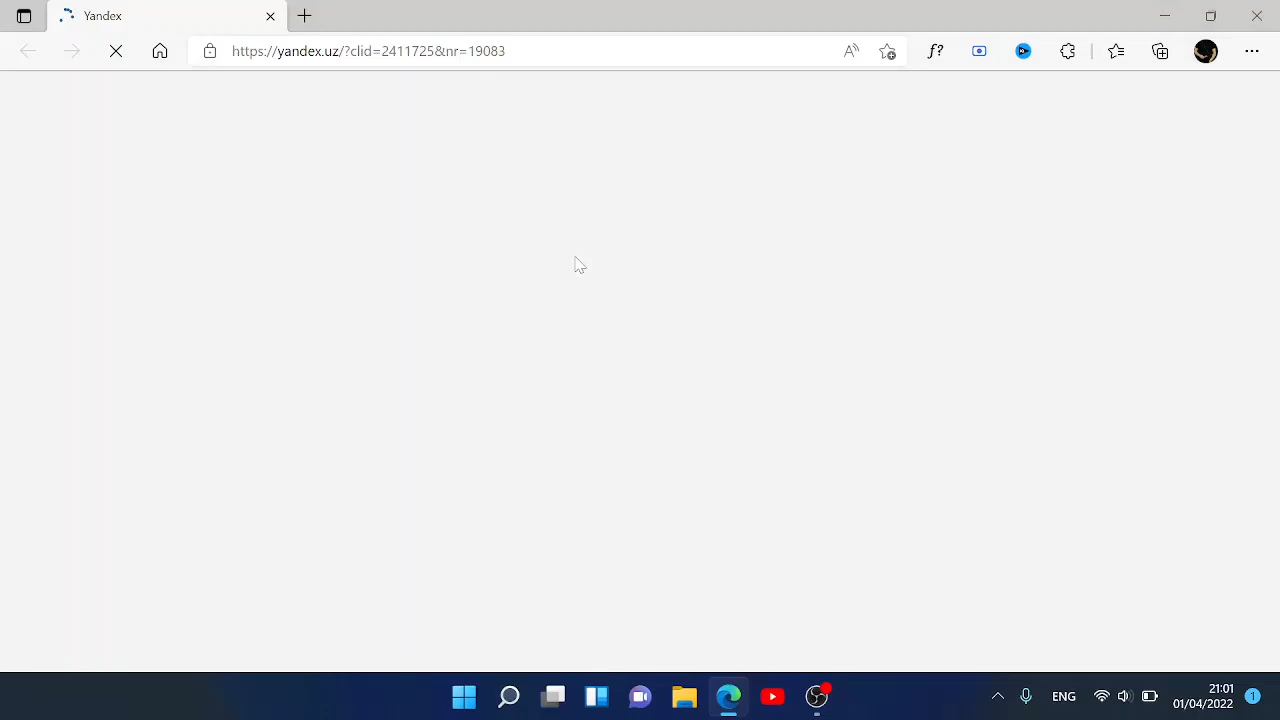 Yandex
https://yandex.uz/?clid=2411725&nr=19083
ENG
21:01
01/04/2022
1